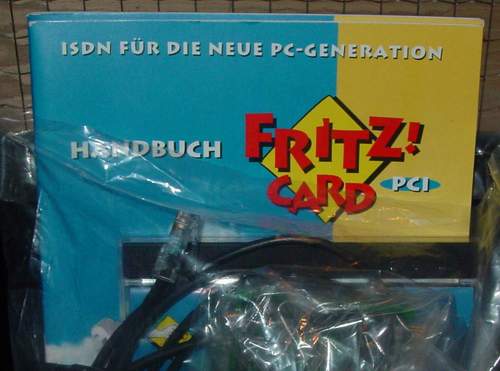 ISDN FÜR DIE NEUE PC-GENERATION
HANDBUCH
FRITZ!
CARD
PCI